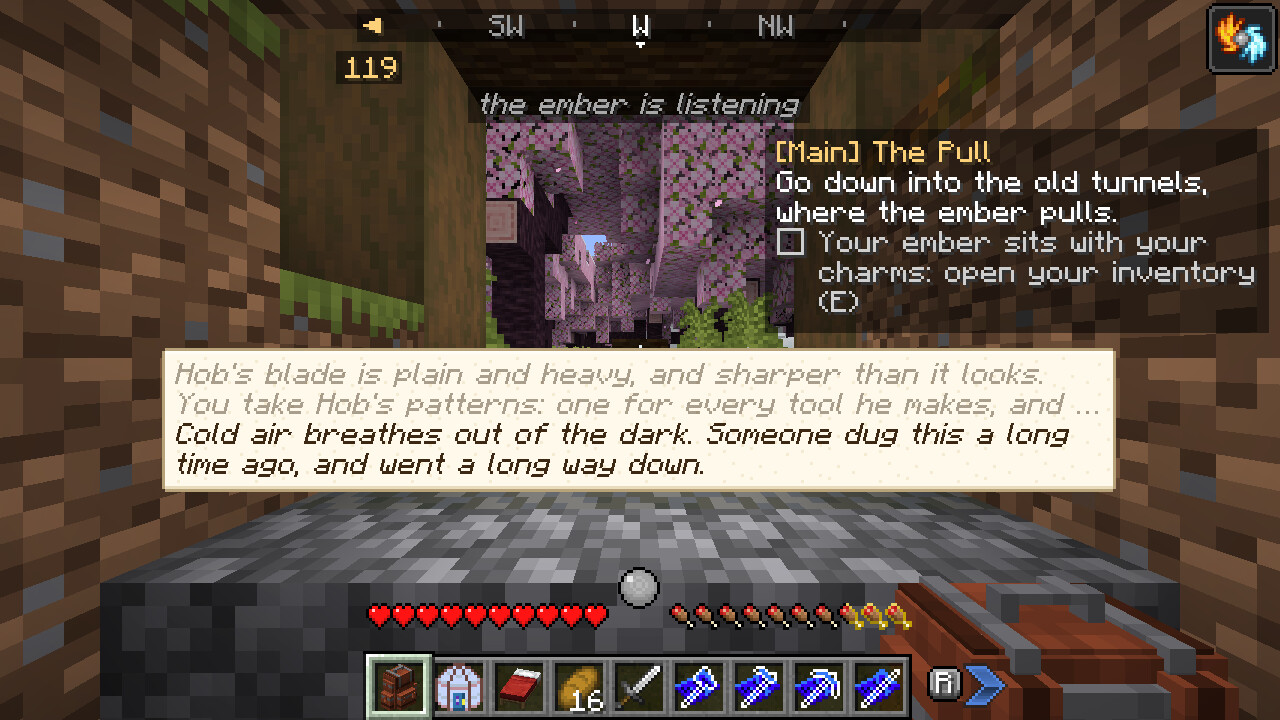 SW W NW
119
the ember is listening
[Main] The Pull
Go down into the old tunnels,
where the ember pulls.
Your ember sits with your
charms: open your inventory
(E)
Hob's blade is plain and heavy, and sharper than it looks.
You take Hob's patterns: one for every tool he makes, and ...
Cold air breathes out of the dark. Someone dug this a long
time ago, and went a long way down.
16
R